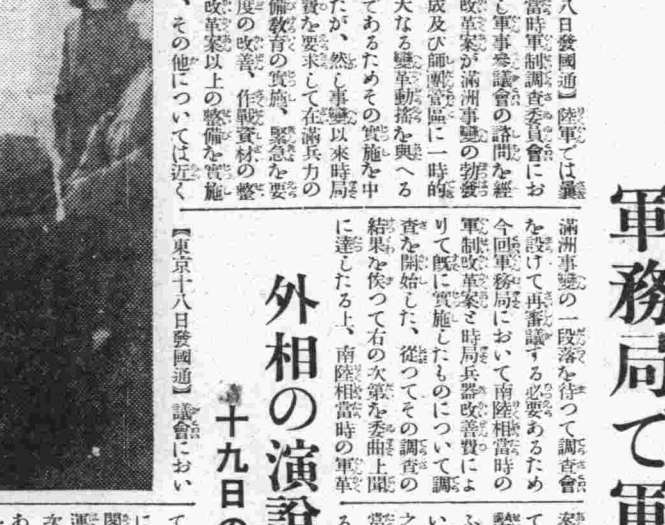 軍務局で軍
八日發國通】陸軍では曩
當時軍制調査委員會にお
し軍事參議會の諮問を經
改革案が滿洲事變の勃發
成及び師團當區に一時的
大なる變革動搖を與へる
であるためその實施を中
たが、然し事變以來時局
費を要求して在滿兵力の
備敎育の實施、緊急を要
度の改善、作戰資材の整
改革案以上の整備を實施
、その他については近く
滿洲事變の一段落を待つて調査會
を設けて再審議する必要あるため
今回軍務局において南陸相當時の
軍制改革案と時局兵器改善費によ
りて既に實施したものについて調
査を開始した、從つてその調査の
結果を俟つて右の次第を委曲上聞
に達したる上、南陸相當時の軍革
外相の演說
十九日の
【東京十八日發國通】議會におい